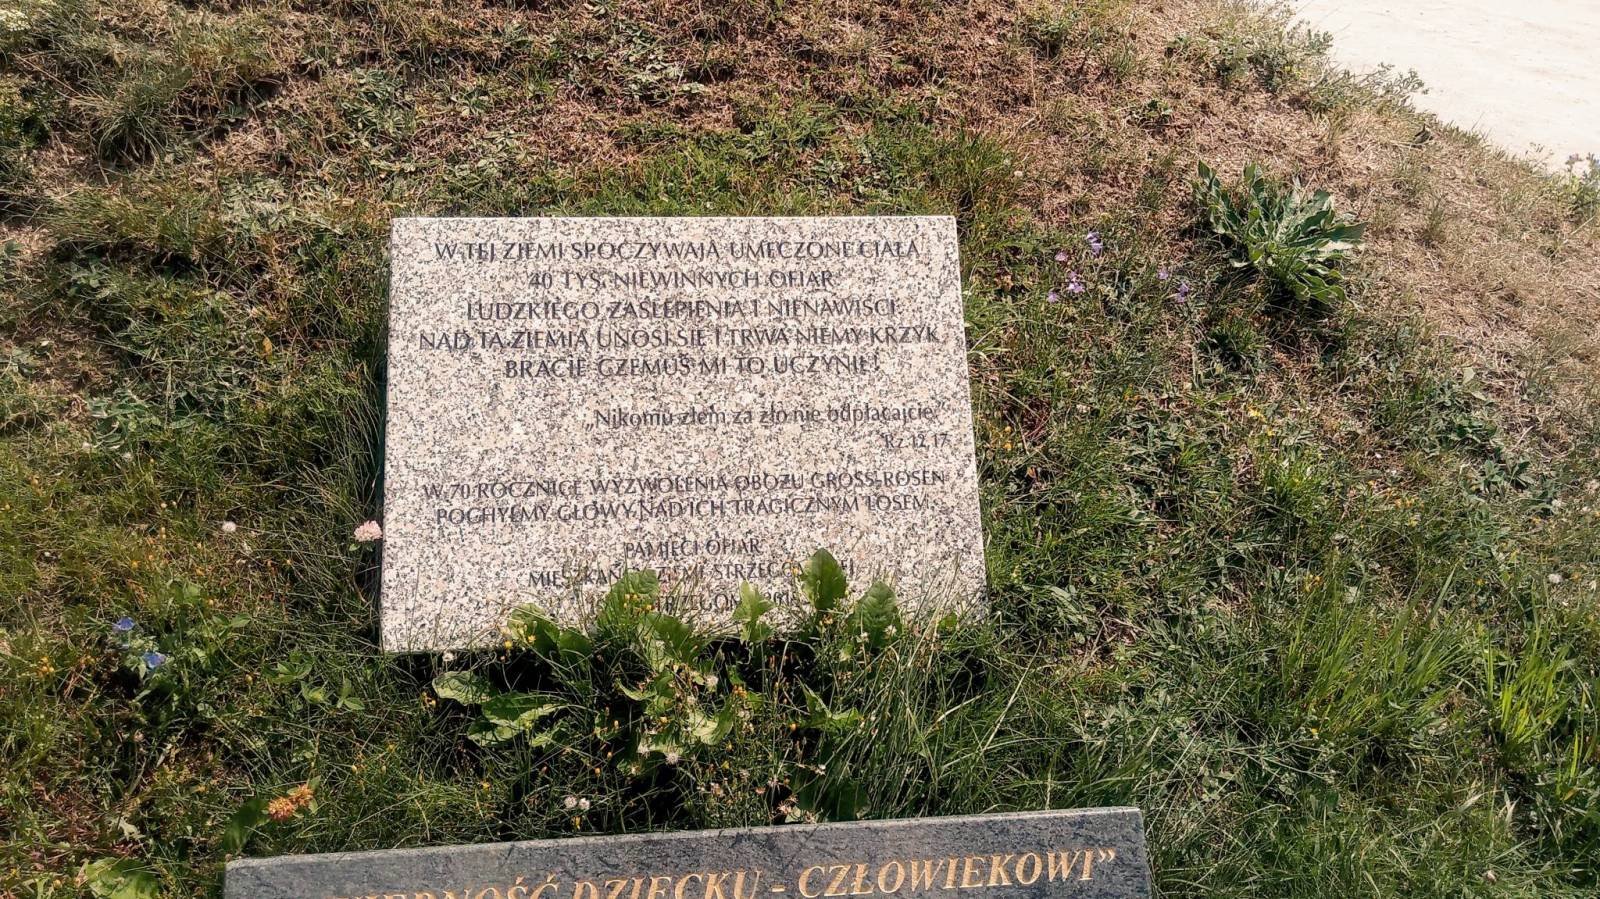 W TEJ ZIEMI SPOCZYWAJĄ UMĘCZONE CIAŁA
40 TYS. NIEWINNYCH OFIAR
LUDZKIEGO ZAŚLEPIENIA I NIENAWIŚCI.
NAD TĄ ZIEMIĄ UNOSI SIĘ I TRWA NIEMY KRZYK
BRACIE CZEMUŚ MI TO UCZYNIŁ!
„Nikomu złem za zło nie odpłacajcie”
Rz 12,17
W 70 ROCZNICĘ WYZWOLENIA OBOZU GROSS-ROSEN
POCHYLMY GŁOWY NAD ICH TRAGICZNYM LOSEM.
PAMIĘCI OFIAR
DZIECKU - CZŁOWIEKOWI”